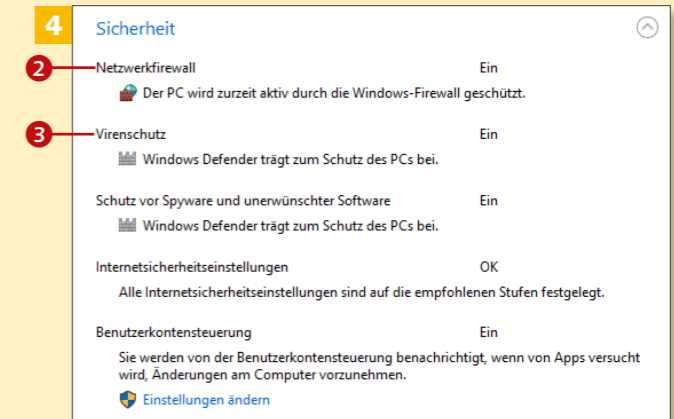 4
Sicherheit
2 Netzwerkfirewall Ein
Der PC wird zurzeit aktiv durch die Windows-Firewall geschützt.
3 Virenschutz Ein
Windows Defender trägt zum Schutz des PCs bei.
Schutz vor Spyware und unerwünschter Software Ein
Windows Defender trägt zum Schutz des PCs bei.
Internetsicherheitseinstellungen OK
Alle Internetsicherheitseinstellungen sind auf die empfohlenen Stufen festgelegt.
Benutzerkontensteuerung Ein
Sie werden von der Benutzerkontensteuerung benachrichtigt, wenn von Apps versucht
wird, Änderungen am Computer vorzunehmen.
Einstellungen ändern